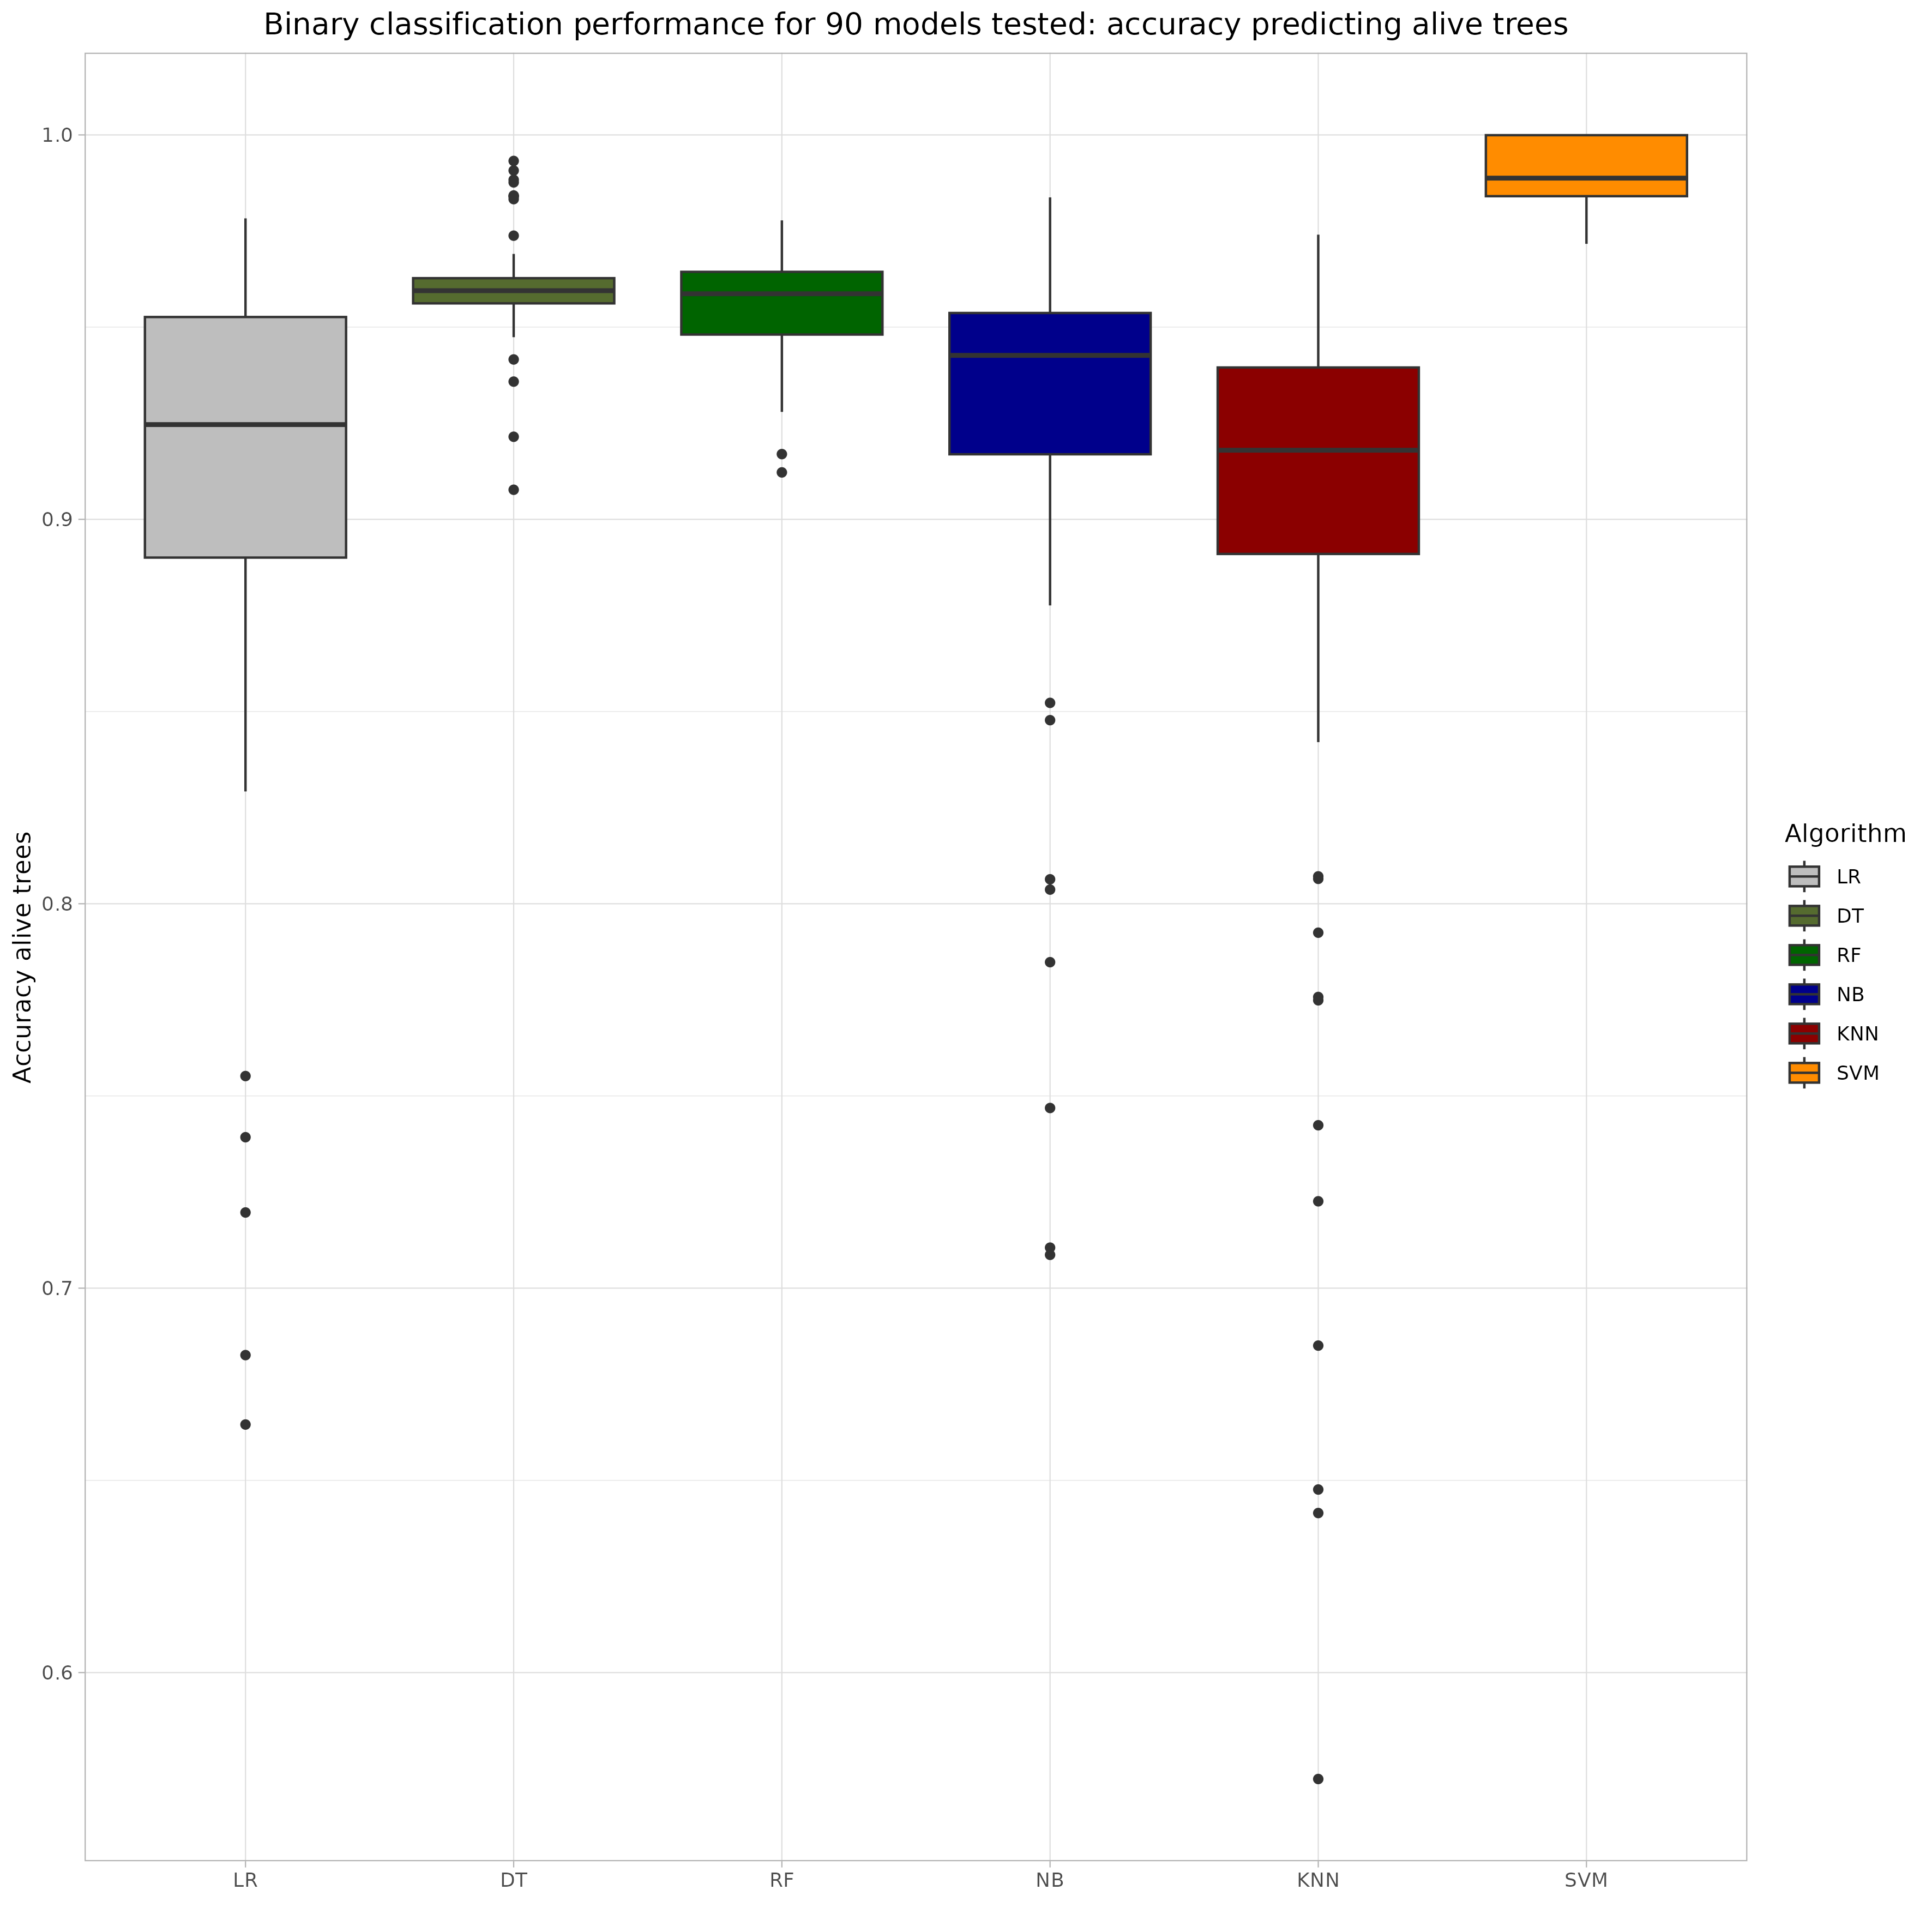 Binary classification performance for 90 models tested: accuracy predicting alive trees
Accuracy alive trees
1.0
0.9
0.8
0.7
0.6
LR
DT
RF
NB
KNN
SVM
Algorithm
LR
DT
RF
NB
KNN
SVM